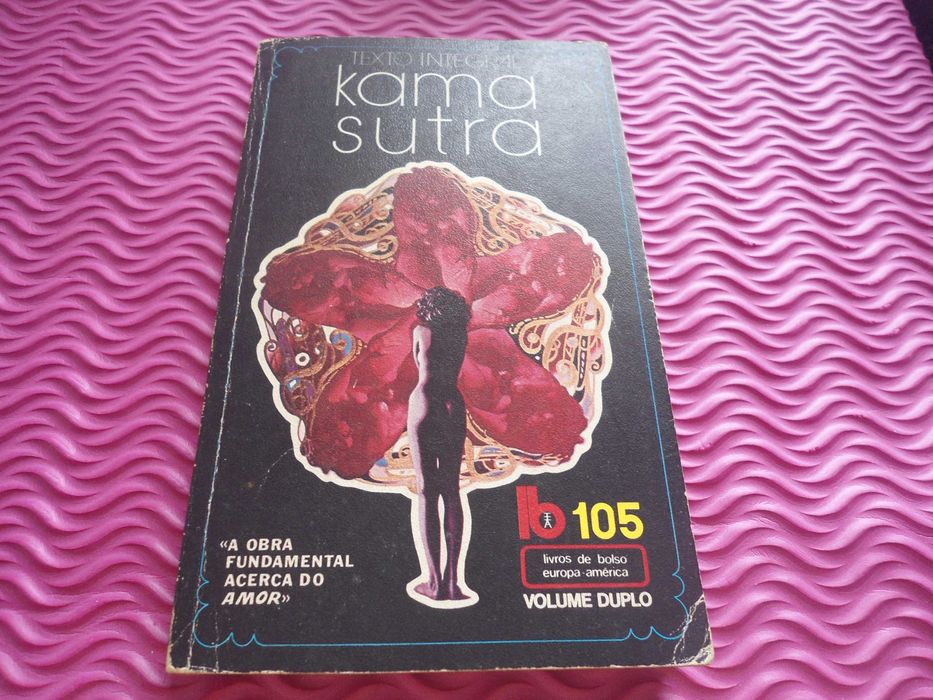 TEXTO INTEGRAL
kama
sutra
«A OBRA
FUNDAMENTAL
ACERCA DO
AMOR»
lb 105
livros de bolso
europa-américa
VOLUME DUPLO